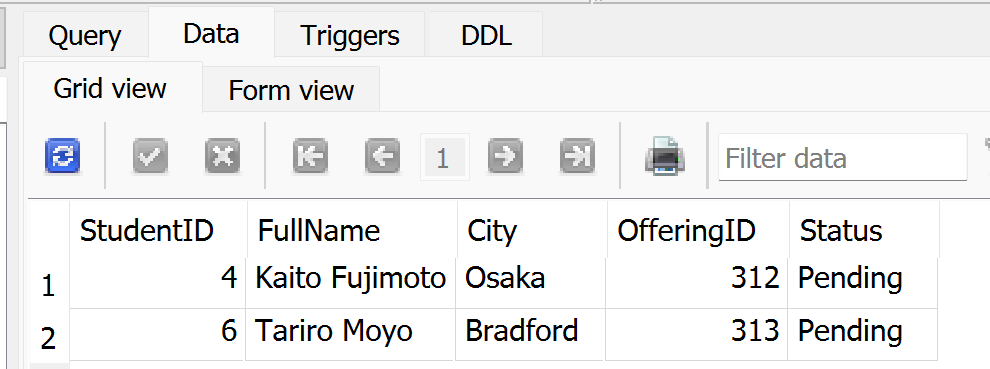 Query Data Triggers DDL
Grid view Form view
1 Filter data
StudentID FullName City OfferingID Status
1 4 Kaito Fujimoto Osaka 312 Pending
2 6 Tariro Moyo Bradford 313 Pending